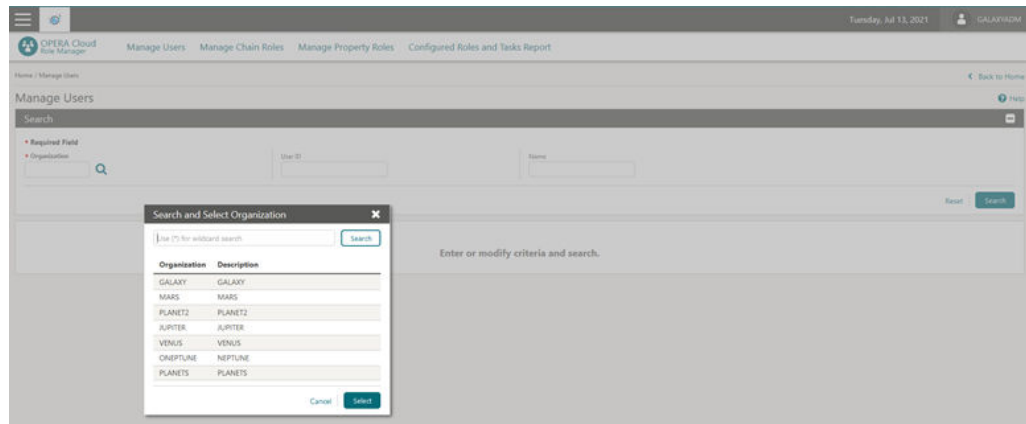 Tuesday, Jul 13, 2021 GALAXYADM
OPERA Cloud
Role Manager
Manage Users Manage Chain Roles Manage Property Roles Configured Roles and Tasks Report
Home / Manage Users Back to Home
Manage Users Help
Search
* Required Field
* Organization User ID Name
Reset Search
Search and Select Organization
Use (*) for wildcard search Search
Enter or modify criteria and search.
Organization Description
GALAXY GALAXY
MARS MARS
PLANET2 PLANET2
JUPITER JUPITER
VENUS VENUS
ONEPTUNE NEPTUNE
PLANETS PLANETS
Cancel Select